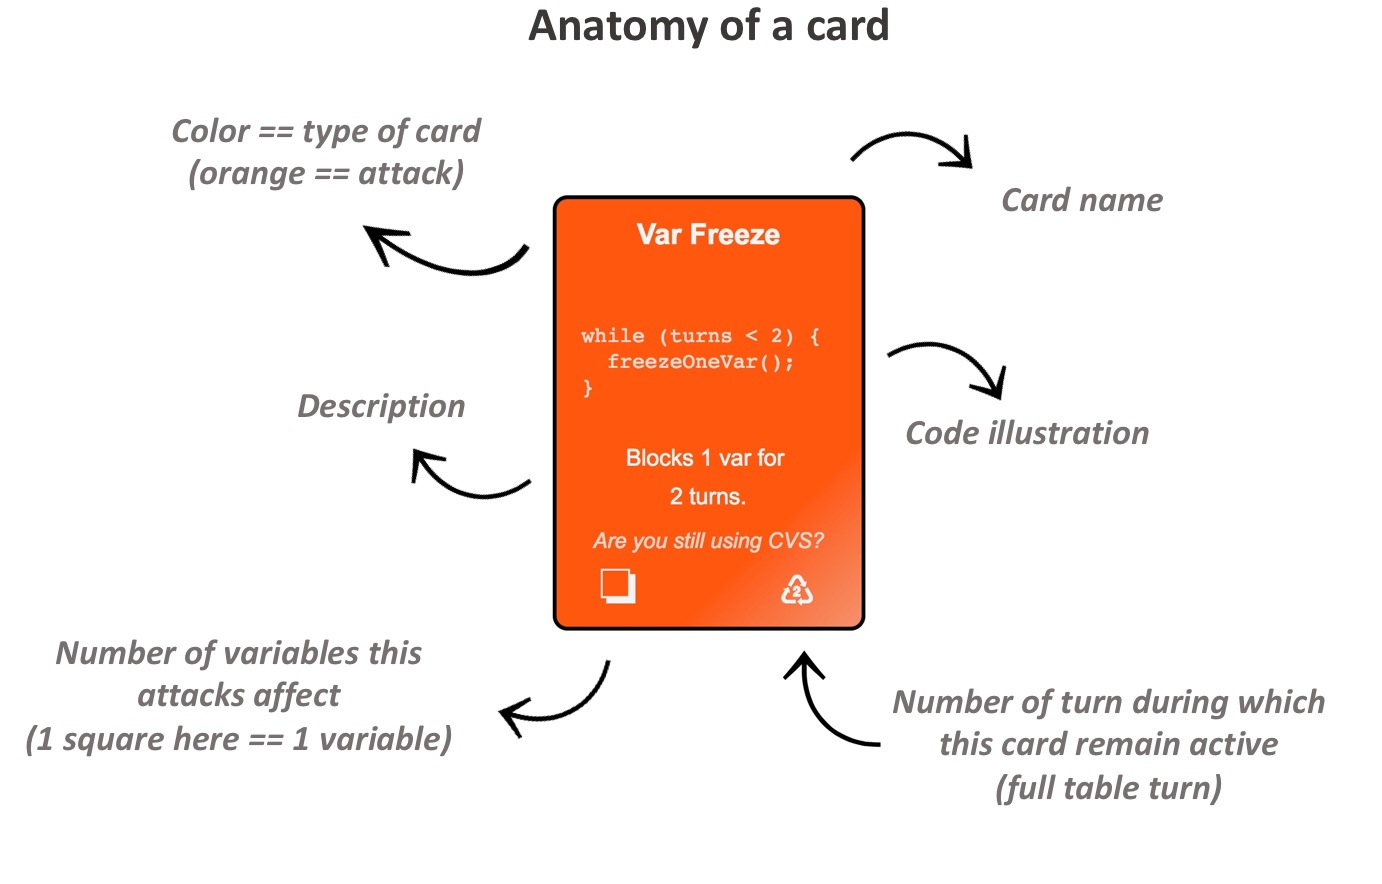 Anatomy of a card
Color == type of card
(orange == attack)
Card name
Var Freeze
while (turns < 2) {
freezeOneVar();
}
Description
Code illustration
Blocks 1 var for
2 turns.
Are you still using CVS?
2
Number of variables this
attacks affect
(1 square here == 1 variable)
Number of turn during which
this card remain active
(full table turn)